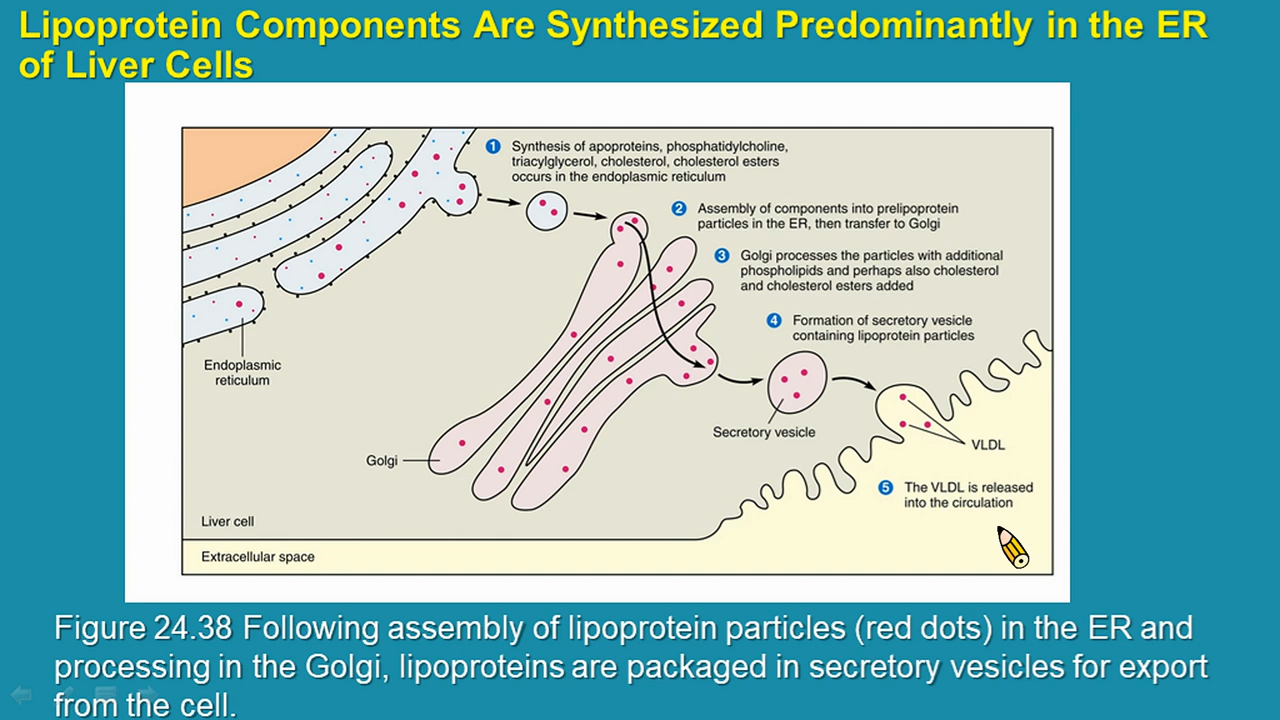 Lipoprotein Components Are Synthesized Predominantly in the ER
of Liver Cells
1 Synthesis of apoproteins, phosphatidylcholine,
triacylglycerol, cholesterol, cholesterol esters
occurs in the endoplasmic reticulum
2 Assembly of components into prelipoprotein
particles in the ER, then transfer to Golgi
3 Golgi processes the particles with additional
phospholipids and perhaps also cholesterol
and cholesterol esters added
4 Formation of secretory vesicle
containing lipoprotein particles
Endoplasmic
reticulum
Secretory vesicle
VLDL
Golgi
5 The VLDL is released
into the circulation
Liver cell
Extracellular space
Figure 24.38 Following assembly of lipoprotein particles (red dots) in the ER and
processing in the Golgi, lipoproteins are packaged in secretory vesicles for export
from the cell.